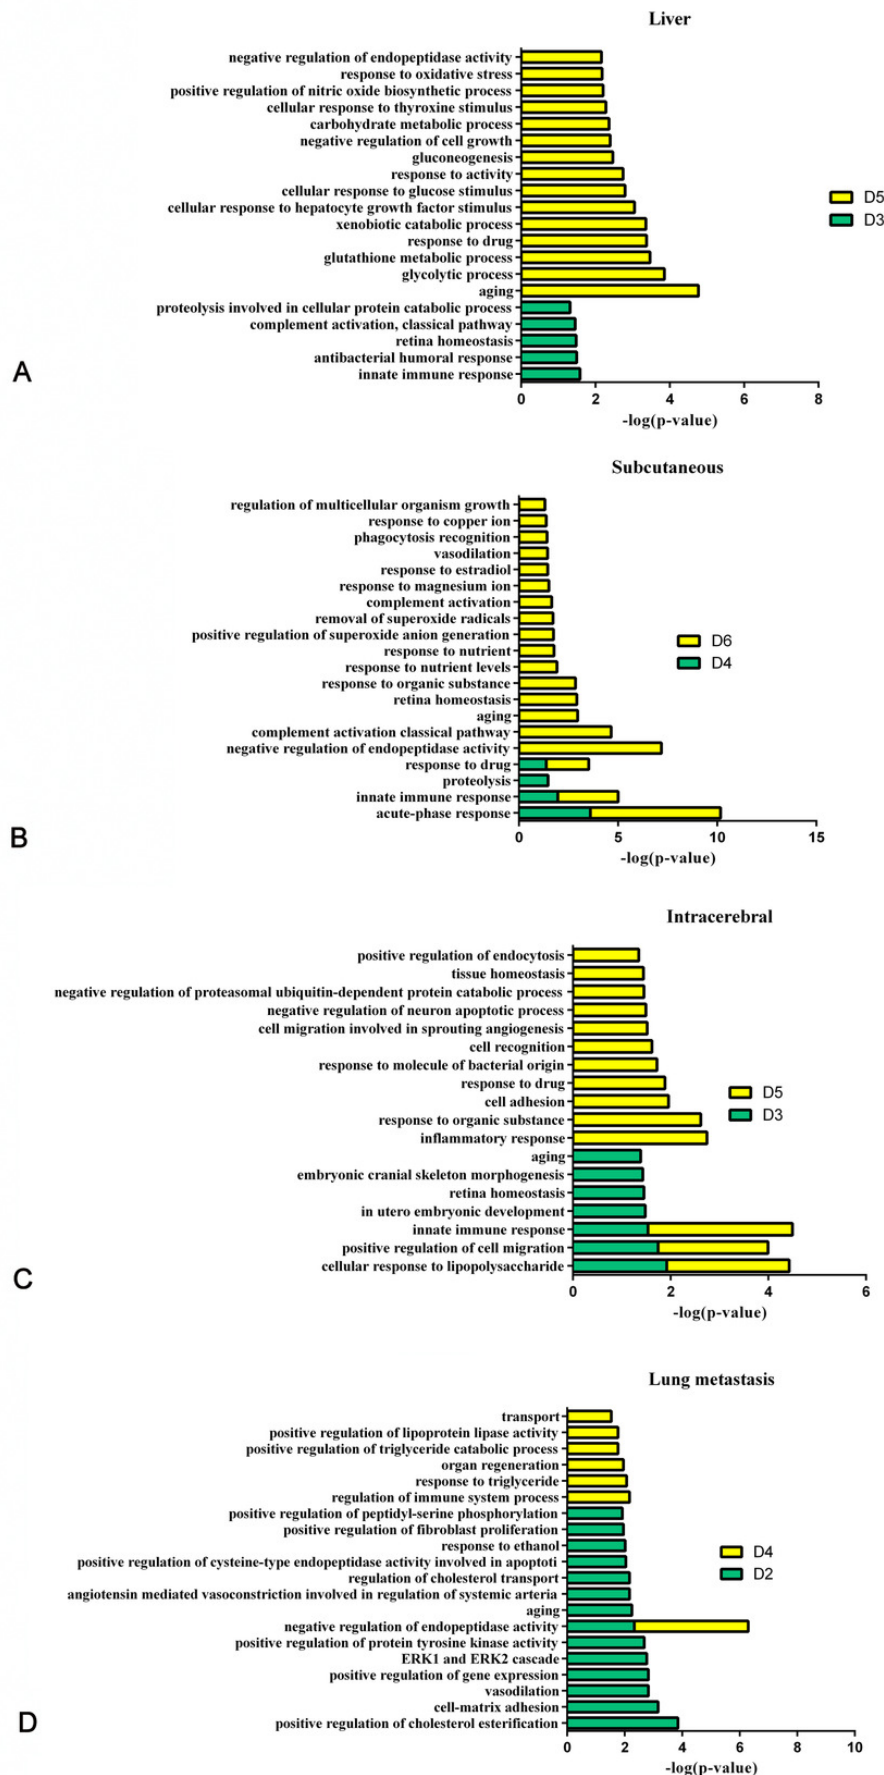 Liver
negative regulation of endopeptidase activity
response to oxidative stress
positive regulation of nitric oxide biosynthetic process
cellular response to thyroxine stimulus
carbohydrate metabolic process
negative regulation of cell growth
gluconeogenesis
response to activity
cellular response to glucose stimulus
cellular response to hepatocyte growth factor stimulus
xenobiotic catabolic process
response to drug
glutathione metabolic process
glycolytic process
aging
proteolysis involved in cellular protein catabolic process
complement activation, classical pathway
retina homeostasis
antibacterial humoral response
innate immune response
D5
D3
A
0 2 4 6 8
-log(p-value)
Subcutaneous
regulation of multicellular organism growth
response to copper ion
phagocytosis recognition
vasodilation
response to estradiol
response to magnesium ion
complement activation
removal of superoxide radicals
positive regulation of superoxide anion generation
response to nutrient
response to nutrient levels
response to organic substance
retina homeostasis
aging
complement activation classical pathway
negative regulation of endopeptidase activity
response to drug
proteolysis
innate immune response
acute-phase response
D6
D4
B
0 5 10 15
-log(p-value)
Intracerebral
positive regulation of endocytosis
tissue homeostasis
negative regulation of proteasomal ubiquitin-dependent protein catabolic process
negative regulation of neuron apoptotic process
cell migration involved in sprouting angiogenesis
cell recognition
response to molecule of bacterial origin
response to drug
cell adhesion
response to organic substance
inflammatory response
aging
embryonic cranial skeleton morphogenesis
retina homeostasis
in utero embryonic development
innate immune response
positive regulation of cell migration
cellular response to lipopolysaccharide
D5
D3
C
0 2 4 6
-log(p-value)
Lung metastasis
transport
positive regulation of lipoprotein lipase activity
positive regulation of triglyceride catabolic process
organ regeneration
response to triglyceride
regulation of immune system process
positive regulation of peptidyl-serine phosphorylation
positive regulation of fibroblast proliferation
response to ethanol
positive regulation of cysteine-type endopeptidase activity involved in apoptoti
regulation of cholesterol transport
angiotensin mediated vasoconstriction involved in regulation of systemic arteria
aging
negative regulation of endopeptidase activity
positive regulation of protein tyrosine kinase activity
ERK1 and ERK2 cascade
positive regulation of gene expression
vasodilation
cell-matrix adhesion
positive regulation of cholesterol esterification
D4
D2
D
0 2 4 6 8 10
-log(p-value)